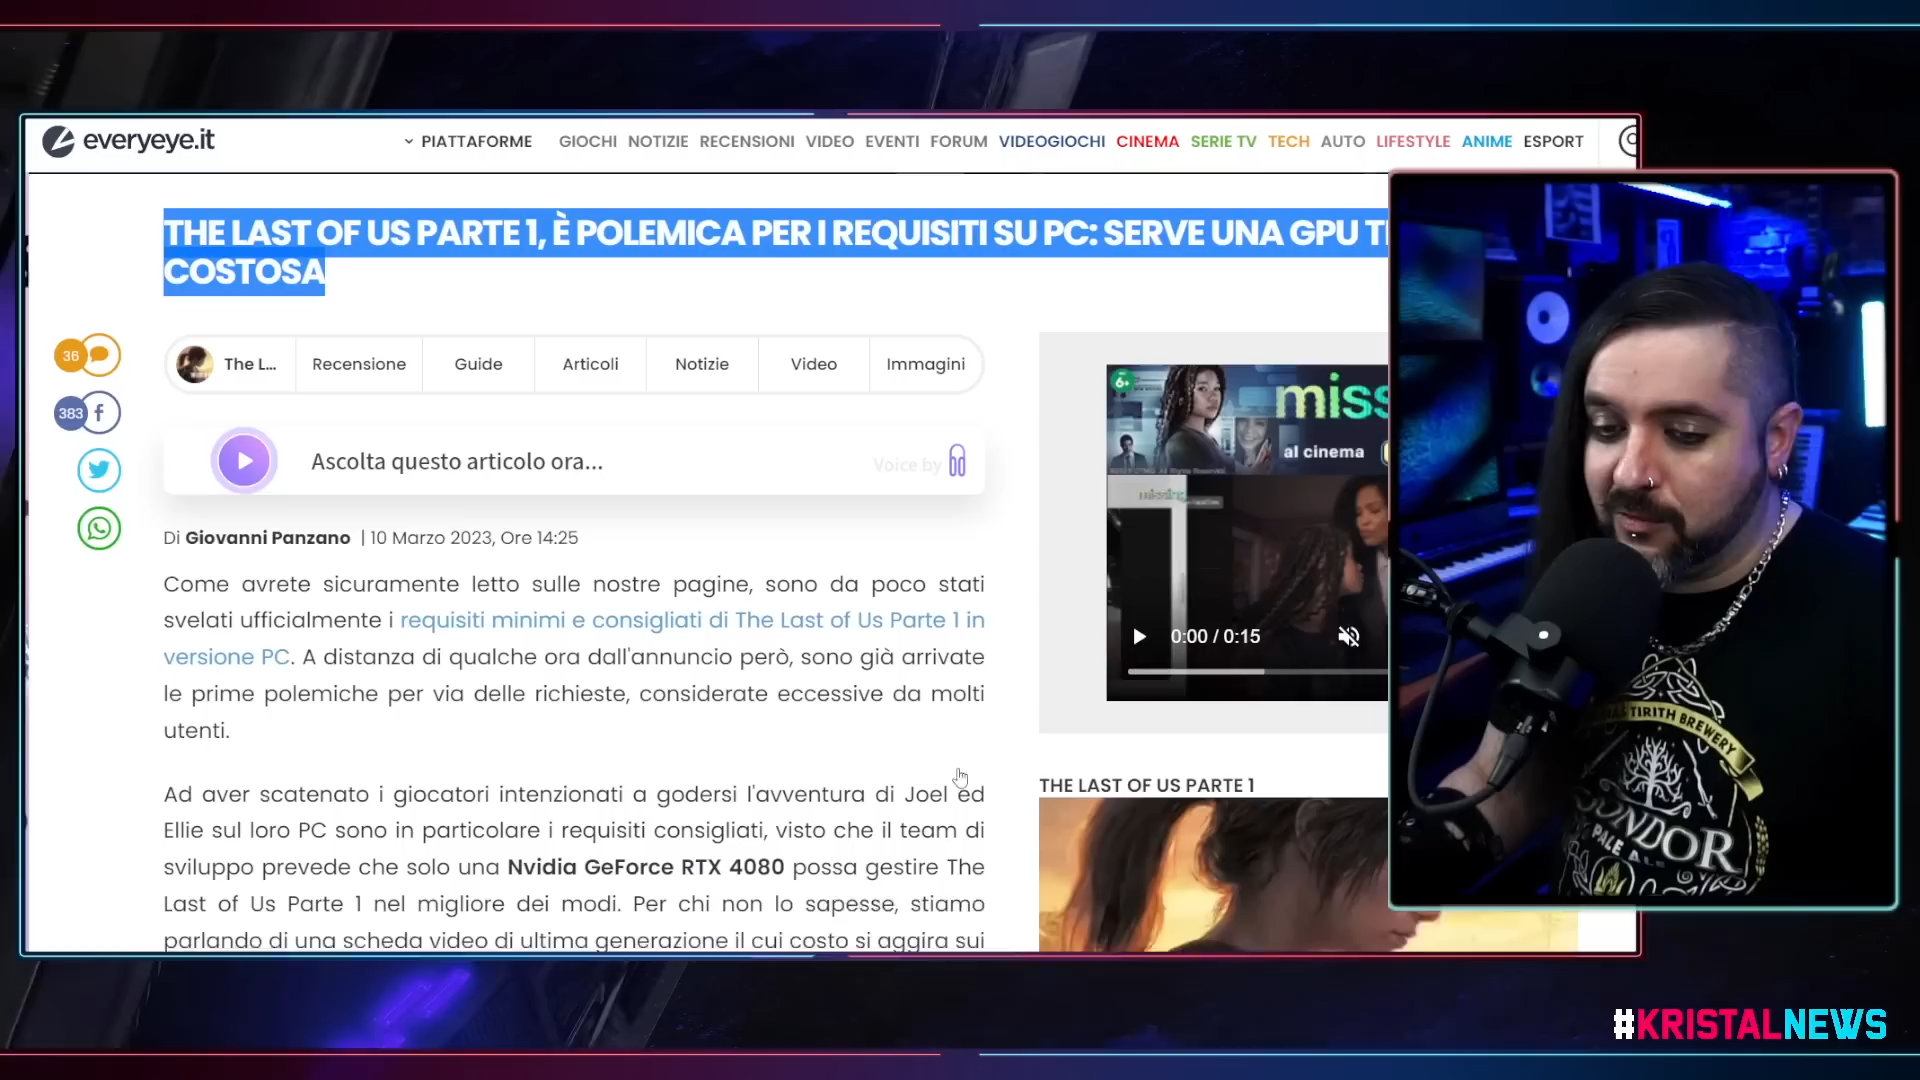 everyeye.it
PIATTAFORME GIOCHI NOTIZIE RECENSIONI VIDEO EVENTI FORUM VIDEOGIOCHI CINEMA SERIE TV TECH AUTO LIFESTYLE ANIME ESPORT
THE LAST OF US PARTE 1, È POLEMICA PER I REQUISITI SU PC: SERVE UNA GPU
COSTOSA
36
383
The L... Recensione Guide Articoli Notizie Video Immagini
Ascolta questo articolo ora...
Voice by
Di Giovanni Panzano | 10 Marzo 2023, Ore 14:25
Come avrete sicuramente letto sulle nostre pagine, sono da poco stati
svelati ufficialmente i requisiti minimi e consigliati di The Last of Us Parte 1 in
versione PC. A distanza di qualche ora dall'annuncio però, sono già arrivate
le prime polemiche per via delle richieste, considerate eccessive da molti
utenti.
Ad aver scatenato i giocatori intenzionati a godersi l'avventura di Joel ed
Ellie sul loro PC sono in particolare i requisiti consigliati, visto che il team di
sviluppo prevede che solo una Nvidia GeForce RTX 4080 possa gestire The
Last of Us Parte 1 nel migliore dei modi. Per chi non lo sapesse, stiamo
parlando di una scheda video di ultima generazione il cui costo si aggira sui
6+
miss
al cinema
0:00 / 0:15
THE LAST OF US PARTE 1
TIRITH BREWERY
PALE ALE
#KRISTALNEWS